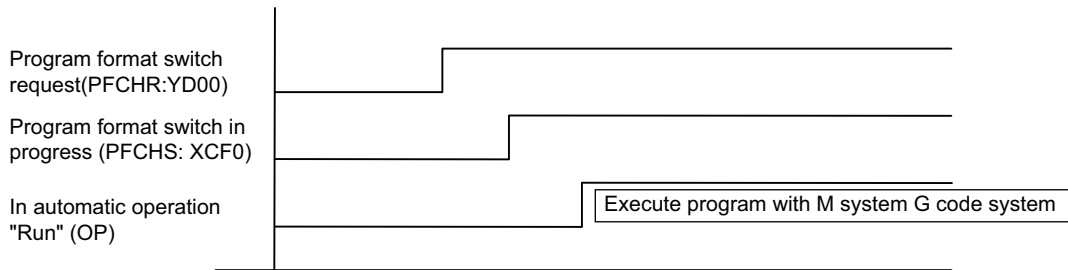 Program format switch
request(PFCHR:YD00)
Program format switch in
progress (PFCHS: XCF0)
In automatic operation
"Run" (OP)
Execute program with M system G code system